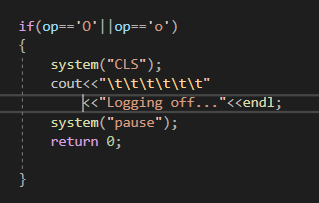 if(op=='O'||op=='o')
{
system("CLS");
cout<<"\t\t\t\t\t\t"
<<"Logging off..."<<endl;
system("pause");
return 0;
}